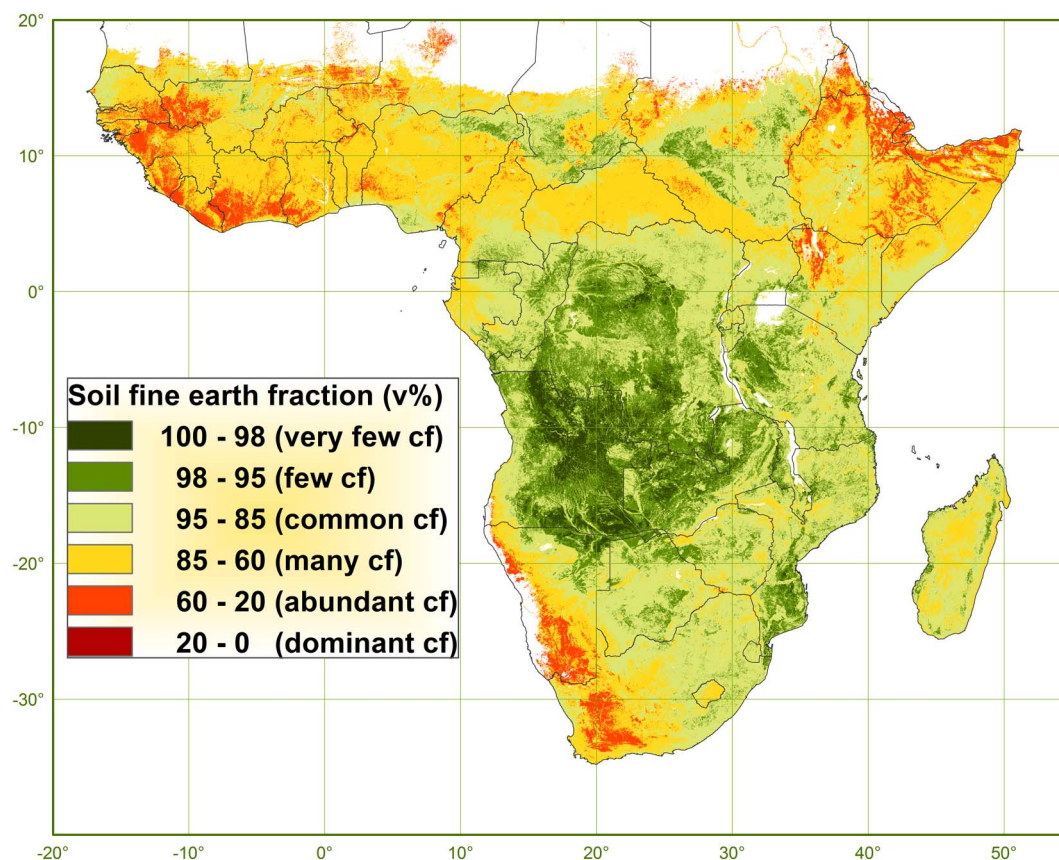 20°
10°
0°
-10°
-20°
-30°
-40°
Soil fine earth fraction (v%)
100 - 98 (very few cf)
98 - 95 (few cf)
95 - 85 (common cf)
85 - 60 (many cf)
60 - 20 (abundant cf)
20 - 0 (dominant cf)
-20° -10° 0° 10° 20° 30° 40° 50°